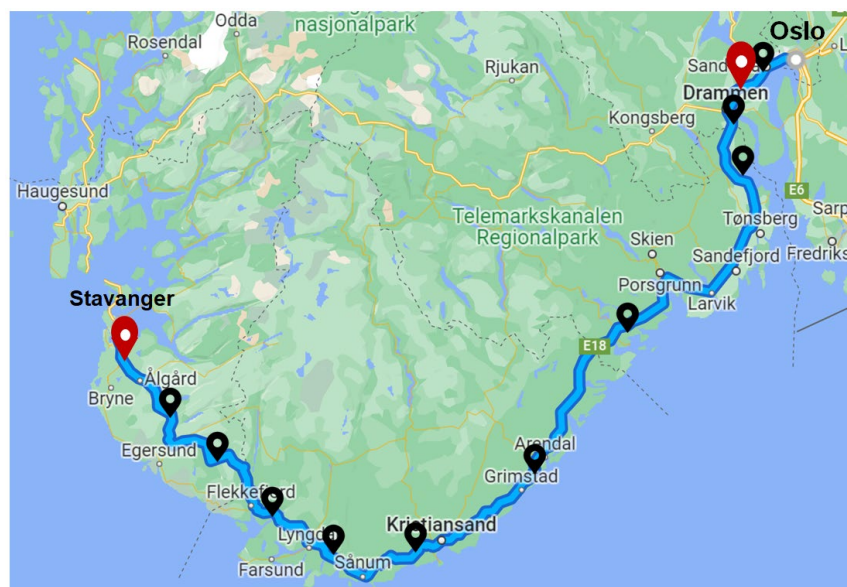 Odda
nasjonalpark
Rosendal
Rjukan
Oslo
Sand
Drammen
Kongsberg
Haugesund
E6
Telemarkskanalen
Regionalpark
Tønsberg
Sarp
Skien
Fredriks
Sandefjord
Porsgrunn
Larvik
Stavanger
E18
Ålgård
Bryne
Arendal
Egersund
Grimstad
Flekkefjord
Kristiansand
Lyngdal
Sånum
Farsund